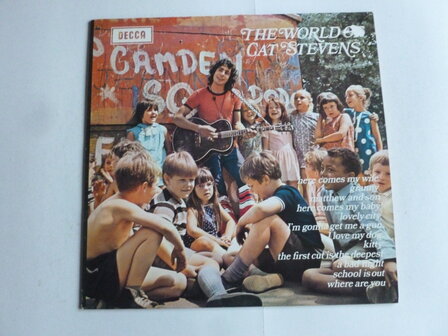 DECCA
THE WORLD OF
CAT STEVENS
CAMDEN
here comes my wife
granny
matthew and son
here comes my baby
lovely city
I'm gonna get me a gun
I love my dog
kitty
the first cut is the deepest
a bad night
school is out
where are you